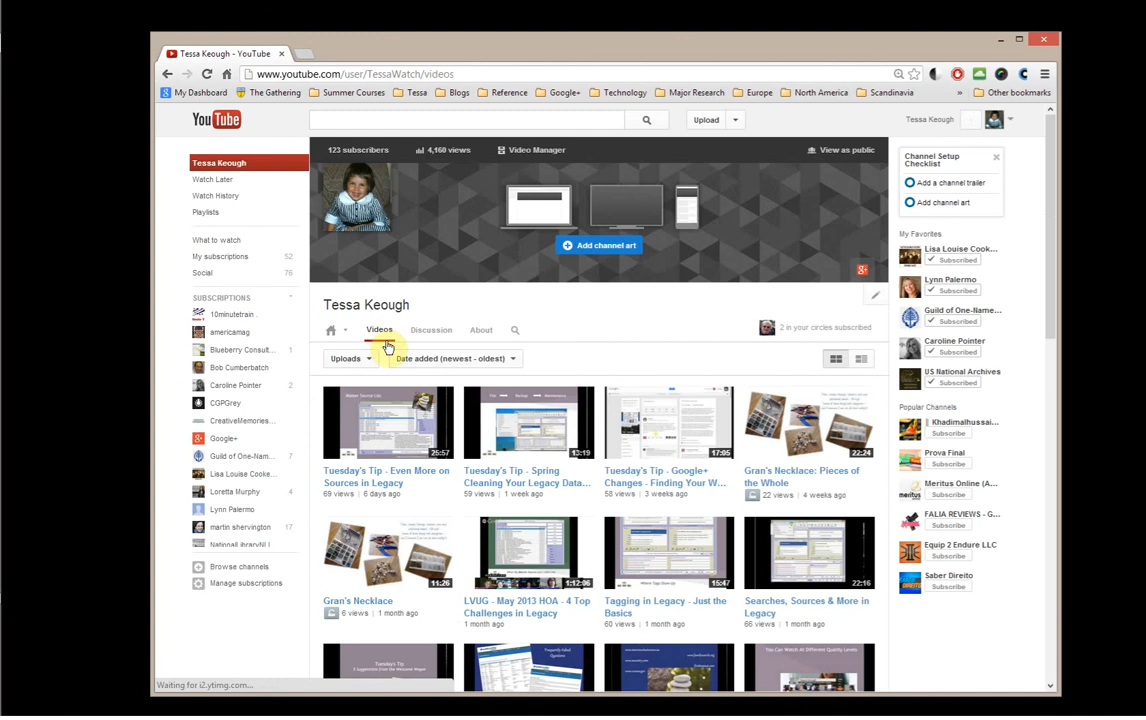 Tessa Keough - YouTube
www.youtube.com/user/TessaWatch/videos
My Dashboard The Gathering Summer Courses Tessa Blogs Reference Google+ Technology Major Research Europe North America Scandinavia » Other bookmarks
YouTube Upload Tessa Keough
123 subscribers 4,160 views Video Manager View as public
Tessa Keough
Watch Later
Watch History
Playlists
What to watch
My subscriptions 52
Social 76
SUBSCRIPTIONS
10minutetrain .
americamag
Blueberry Consult... 1
Bob Cumberbatch
Caroline Pointer 2
CGPGrey
CreativeMemories...
Google+
Guild of One-Nam... 7
Lisa Louise Cooke...
Loretta Murphy 4
Lynn Palermo
martin shervington 17
NationalLibraryNLI
Browse channels
Manage subscriptions
Add channel art
Tessa Keough
Videos Discussion About
2 in your circles subscribed
Uploads Date added (newest - oldest)
25:57
Tuesday's Tip - Even More on
Sources in Legacy
69 views | 6 days ago
13:19
Tuesday's Tip - Spring
Cleaning Your Legacy Data...
59 views | 1 week ago
17:05
Tuesday's Tip - Google+
Changes - Finding Your W...
58 views | 3 weeks ago
22:24
Gran's Necklace: Pieces of
the Whole
22 views | 4 weeks ago
11:26
Gran's Necklace
6 views | 1 month ago
1:12:06
LVUG - May 2013 HOA - 4 Top
Challenges in Legacy
1 month ago
15:47
Tagging in Legacy - Just the
Basics
60 views | 1 month ago
22:16
Searches, Sources & More in
Legacy
66 views | 1 month ago
Tuesday's Tip
Frequently Asked
Questions
You Can Watch At Different Quality Levels
Channel Setup
Checklist
Add a channel trailer
Add channel art
My Favorites
Lisa Louise Cook...
Subscribed
Lynn Palermo
Subscribed
Guild of One-Name...
Subscribed
Caroline Pointer
Subscribed
US National Archives
Subscribed
Popular Channels
Khadimalhussai...
Subscribe
Prova Final
Subscribe
Meritus Online (A...
Subscribe
FALIA REVIEWS - G...
Subscribe
Equip 2 Endure LLC
Subscribe
Saber Direito
Subscribe
Waiting for i2.ytimg.com...